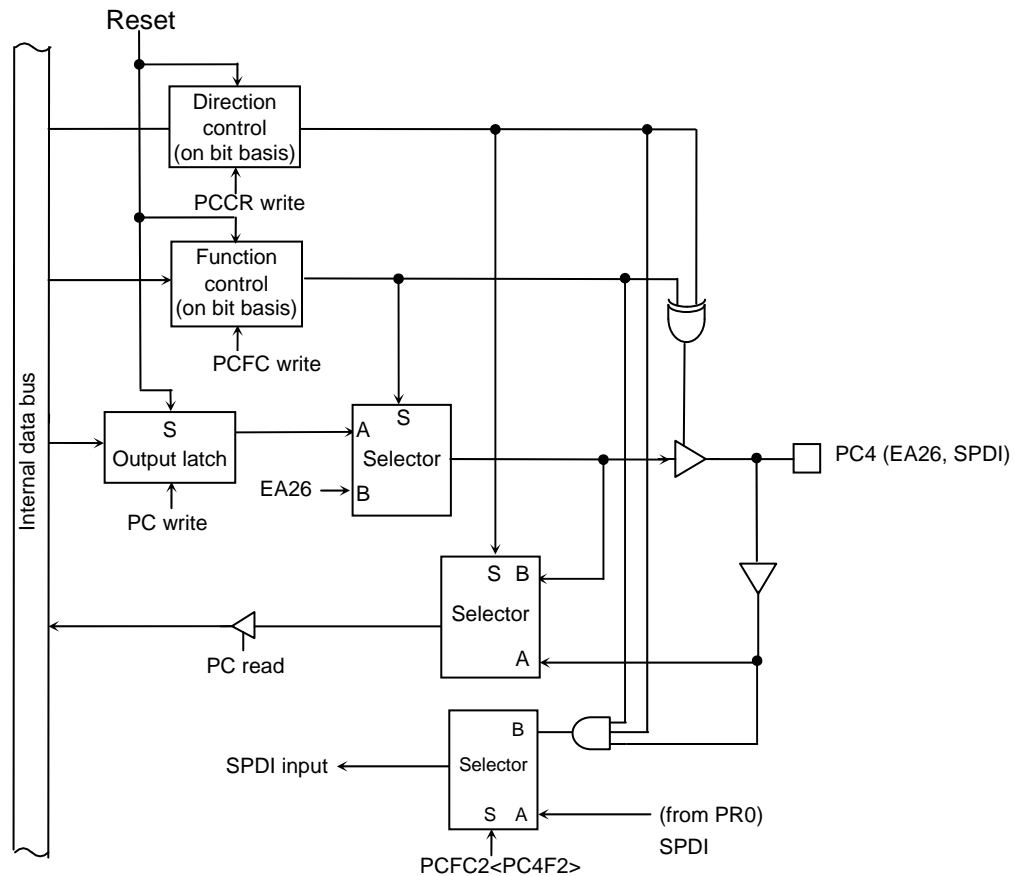 Reset
Internal data bus
Direction
control
(on bit basis)
PCCR write
Function
control
(on bit basis)
PCFC write
S
Output latch
PC write
A
S
Selector
B
EA26
PC4 (EA26, SPDI)
S B
Selector
A
PC read
B
Selector
S A
SPDI input
(from PR0)
SPDI
PCFC2<PC4F2>